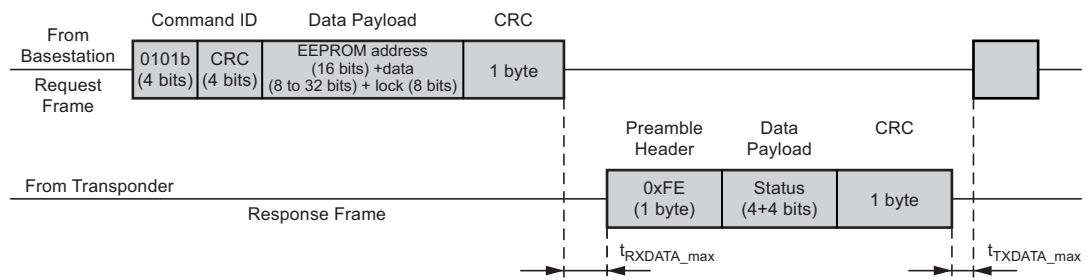 Command ID
Data Payload
CRC
From
Basestation
0101b
(4 bits)
CRC
(4 bits)
EEPROM address
(16 bits) +data
(8 to 32 bits) + lock (8 bits)
1 byte
Request
Frame
Preamble
Header
Data
Payload
CRC
From Transponder
0xFE
(1 byte)
Status
(4+4 bits)
1 byte
Response Frame
tRXDATA_max
tTXDATA_max